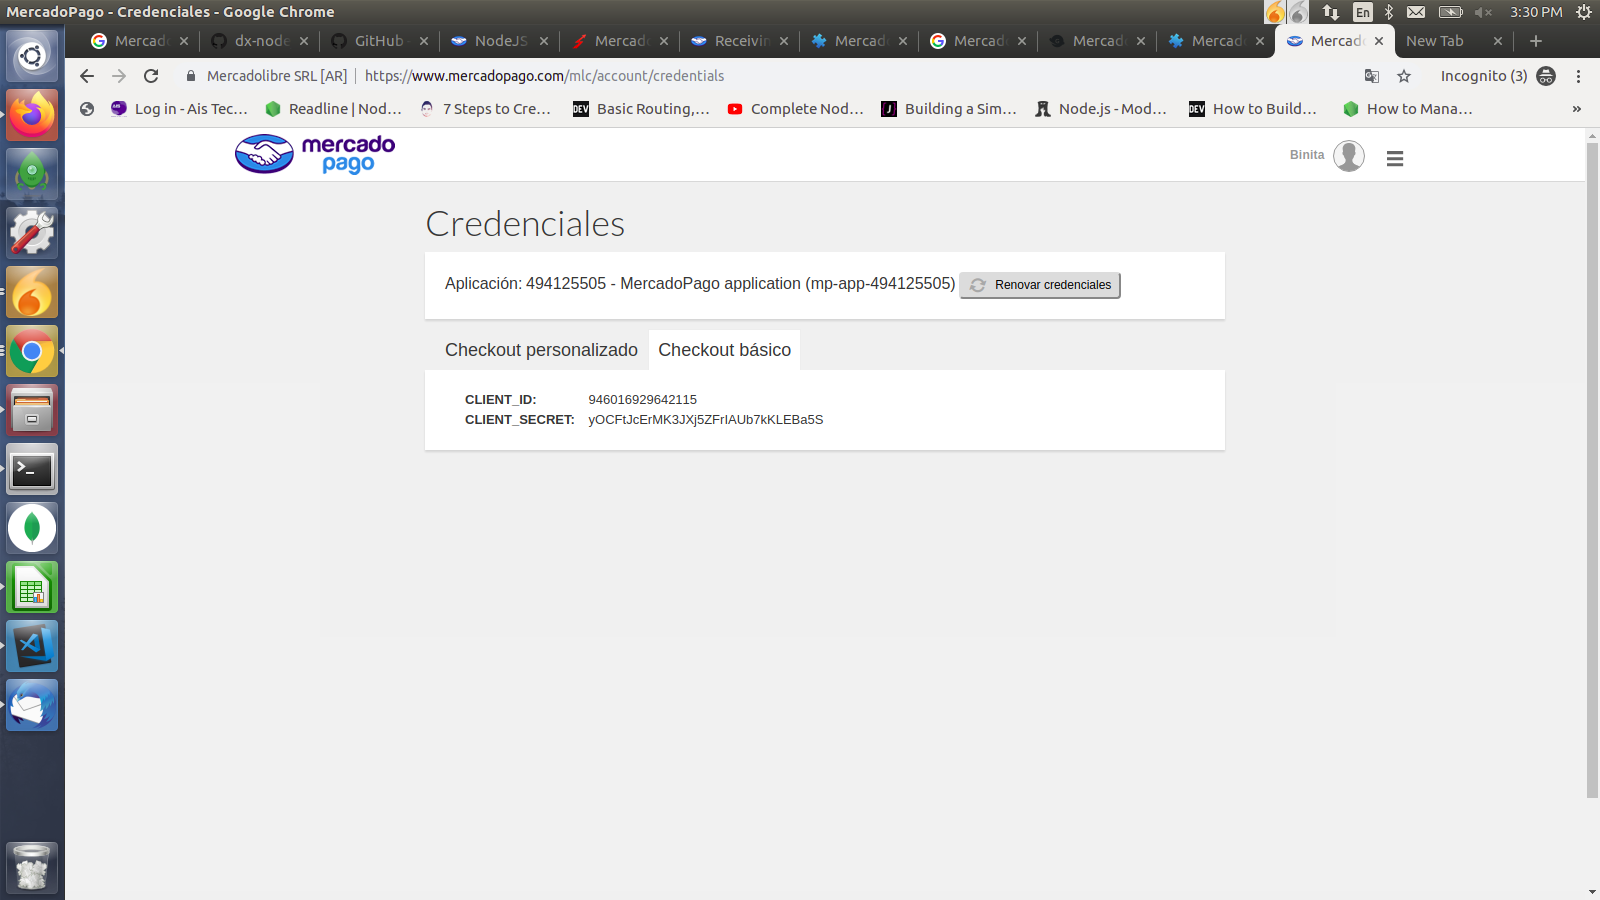 MercadoPago - Credenciales - Google Chrome
En
3:30 PM
Mercad
dx-node
GitHub
NodeJS
Mercad
Receivin
Mercad
Mercad
Mercad
Mercad
Mercad
New Tab
Mercadolibre SRL [AR]
https://www.mercadopago.com/mlc/account/credentials
Incognito (3)
Log in - Ais Tec...
Readline | Nod...
7 Steps to Cre...
DEV
Basic Routing,...
Complete Nod...
Building a Sim...
Node.js - Mod...
DEV
How to Build...
How to Mana...
»
mercado
pago
Binita
Credenciales
Aplicación: 494125505 - MercadoPago application (mp-app-494125505)
Renovar credenciales
Checkout personalizado
Checkout básico
CLIENT_ID: 946016929642115
CLIENT_SECRET: yOCFtJcErMK3JXj5ZFrIAUb7kKLEBa5S